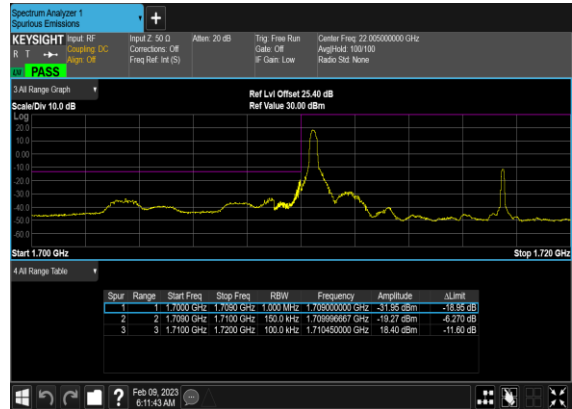 Spectrum Analyzer 1
Spurious Emissions
KEYSIGHT Input: RF Input Z: 50 Ω Atten: 20 dB Trig: Free Run Center Freq: 22.005000000 GHz
R T Coupling: DC Corrections: Off Gate: Off Avg|Hold: 100/100
Align: Off Freq Ref: Int (S) IF Gain: Low Radio Std: None
PASS
3 All Range Graph
Ref Lvl Offset 25.40 dB
Scale/Div 10.0 dB Ref Value 30.00 dBm
Log
20.0
10.0
0.00
-10.0
-20.0
-30.0
-40.0
-50.0
-60.0
Start 1.700 GHz Stop 1.720 GHz
4 All Range Table
Spur Range Start Freq Stop Freq RBW Frequency Amplitude ΔLimit
1 1 1.7000 GHz 1.7090 GHz 1.000 MHz 1.709000000 GHz -31.95 dBm -18.95 dB
2 2 1.7090 GHz 1.7100 GHz 150.0 kHz 1.709996667 GHz -19.27 dBm -6.270 dB
3 3 1.7100 GHz 1.7200 GHz 100.0 kHz 1.710450000 GHz 18.40 dBm -11.60 dB
? Feb 09, 2023
6:11:43 AM